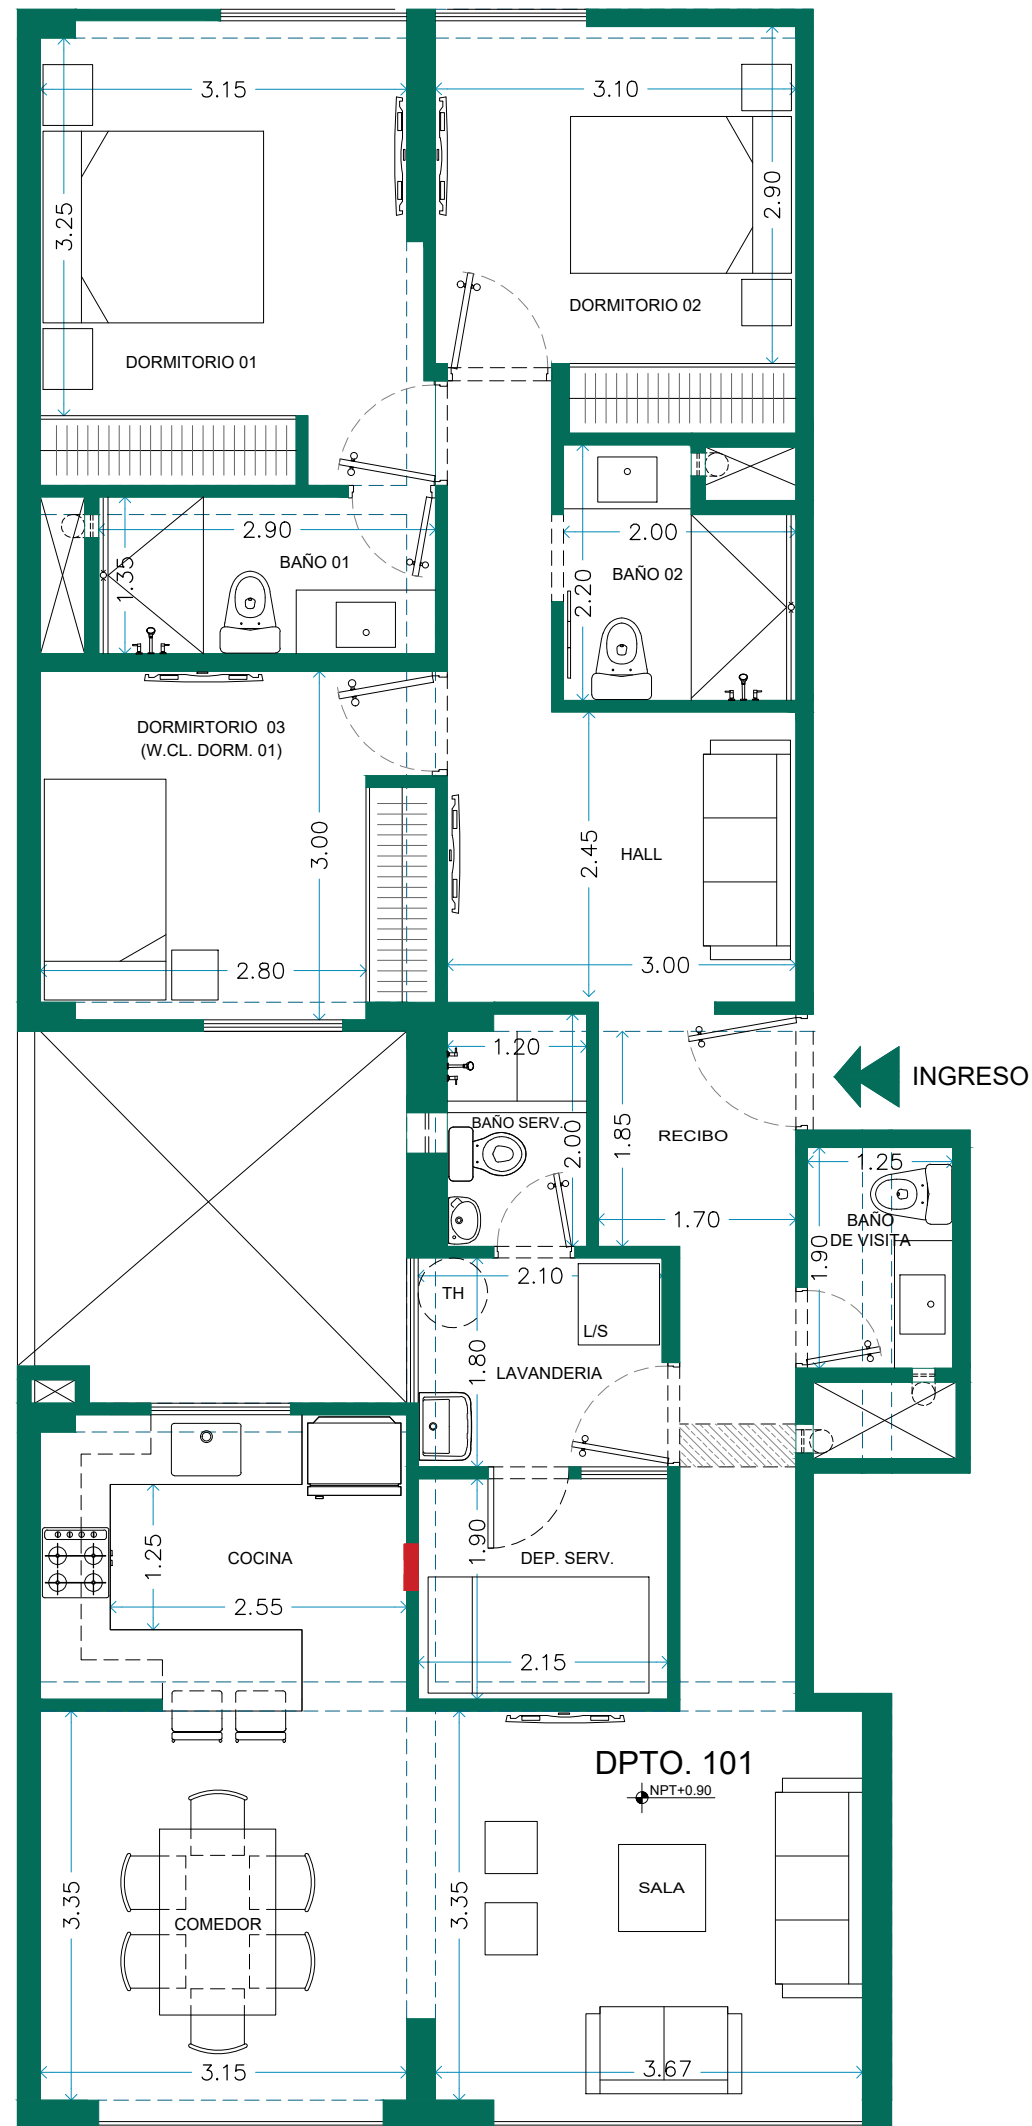 3.15
3.10
3.25
2.90
DORMITORIO 02
DORMITORIO 01
2.90
BAÑO 01
1.35
2.00
BAÑO 02
2.20
DORMIRTORIO 03
(W.CL. DORM. 01)
3.00
2.45
HALL
2.80
3.00
1.20
INGRESO
BAÑO SERV.
2.00
1.85
RECIBO
1.25
1.70
BAÑO
DE VISITA
1.90
2.10
TH
L/S
1.80
LAVANDERIA
1.90
1.25
COCINA
DEP. SERV.
2.55
2.15
DPTO. 101
NPT+0.90
SALA
3.35
3.35
COMEDOR
3.15
3.67